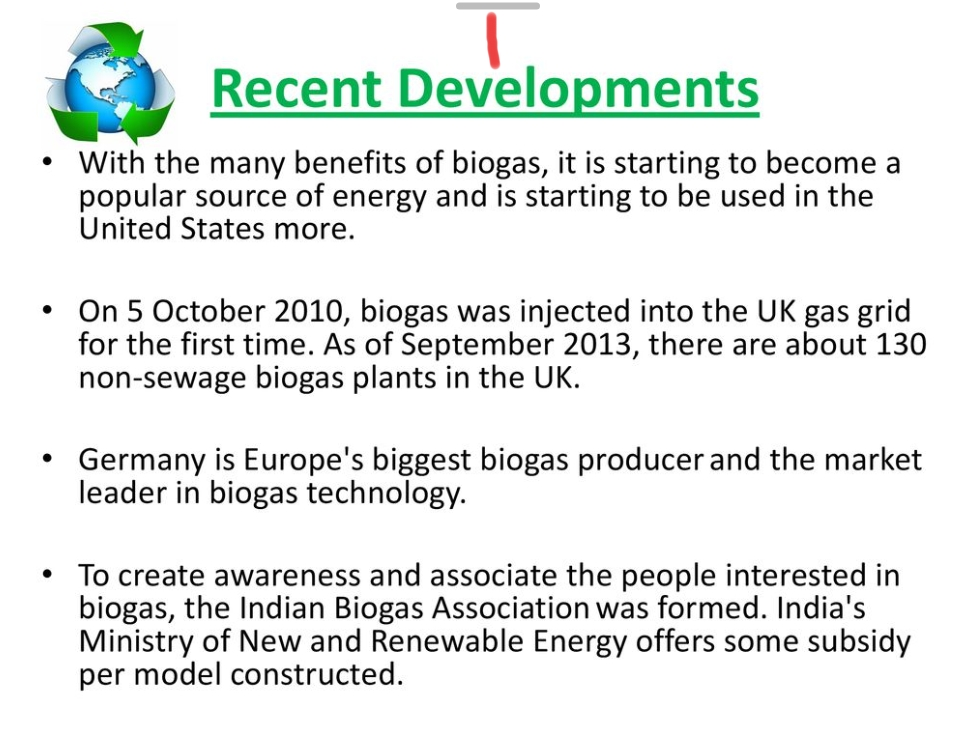 Recent Developments
• With the many benefits of biogas, it is starting to become a
popular source of energy and is starting to be used in the
United States more.
• On 5 October 2010, biogas was injected into the UK gas grid
for the first time. As of September 2013, there are about 130
non-sewage biogas plants in the UK.
• Germany is Europe's biggest biogas producer and the market
leader in biogas technology.
• To create awareness and associate the people interested in
biogas, the Indian Biogas Association was formed. India's
Ministry of New and Renewable Energy offers some subsidy
per model constructed.